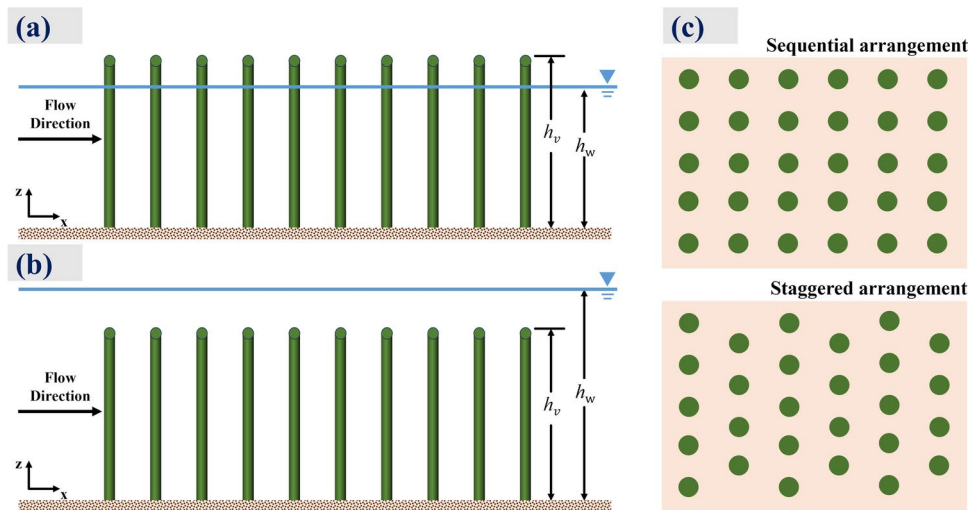 (a)
Flow
Direction
h_v
h_w
z
x
(b)
Flow
Direction
h_v
h_w
z
x
(c)
Sequential arrangement
Staggered arrangement